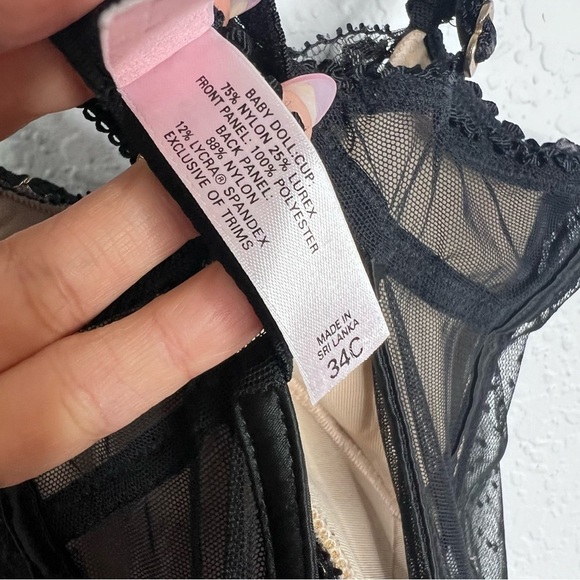 BABY DOLL-CUP:
75% NYLON 25% LUREX
FRONT PANEL: 100% POLYESTER
BACK PANEL:
88% NYLON
12% LYCRA® SPANDEX
EXCLUSIVE OF TRIMS
MADE IN
SRI LANKA
34C